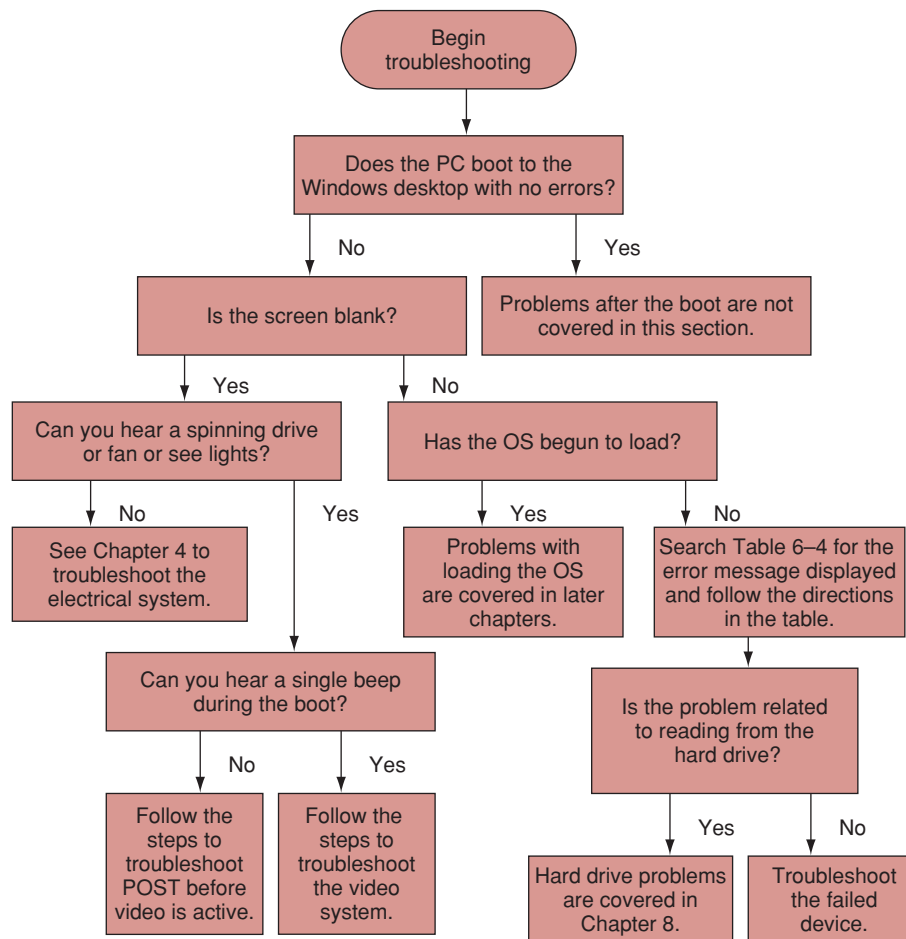 Begin
troubleshooting
Does the PC boot to the
Windows desktop with no errors?
No
Yes
Is the screen blank?
Problems after the boot are not
covered in this section.
Yes
No
Can you hear a spinning drive
or fan or see lights?
Has the OS begun to load?
No
Yes
Yes
No
See Chapter 4 to
troubleshoot the
electrical system.
Problems with
loading the OS
are covered in later
chapters.
Search Table 6–4 for the
error message displayed
and follow the directions
in the table.
Can you hear a single beep
during the boot?
Is the problem related
to reading from the
hard drive?
No
Yes
Yes
No
Follow the
steps to
troubleshoot
POST before
video is active.
Follow the
steps to
troubleshoot
the video
system.
Hard drive problems
are covered in
Chapter 8.
Troubleshoot
the failed
device.